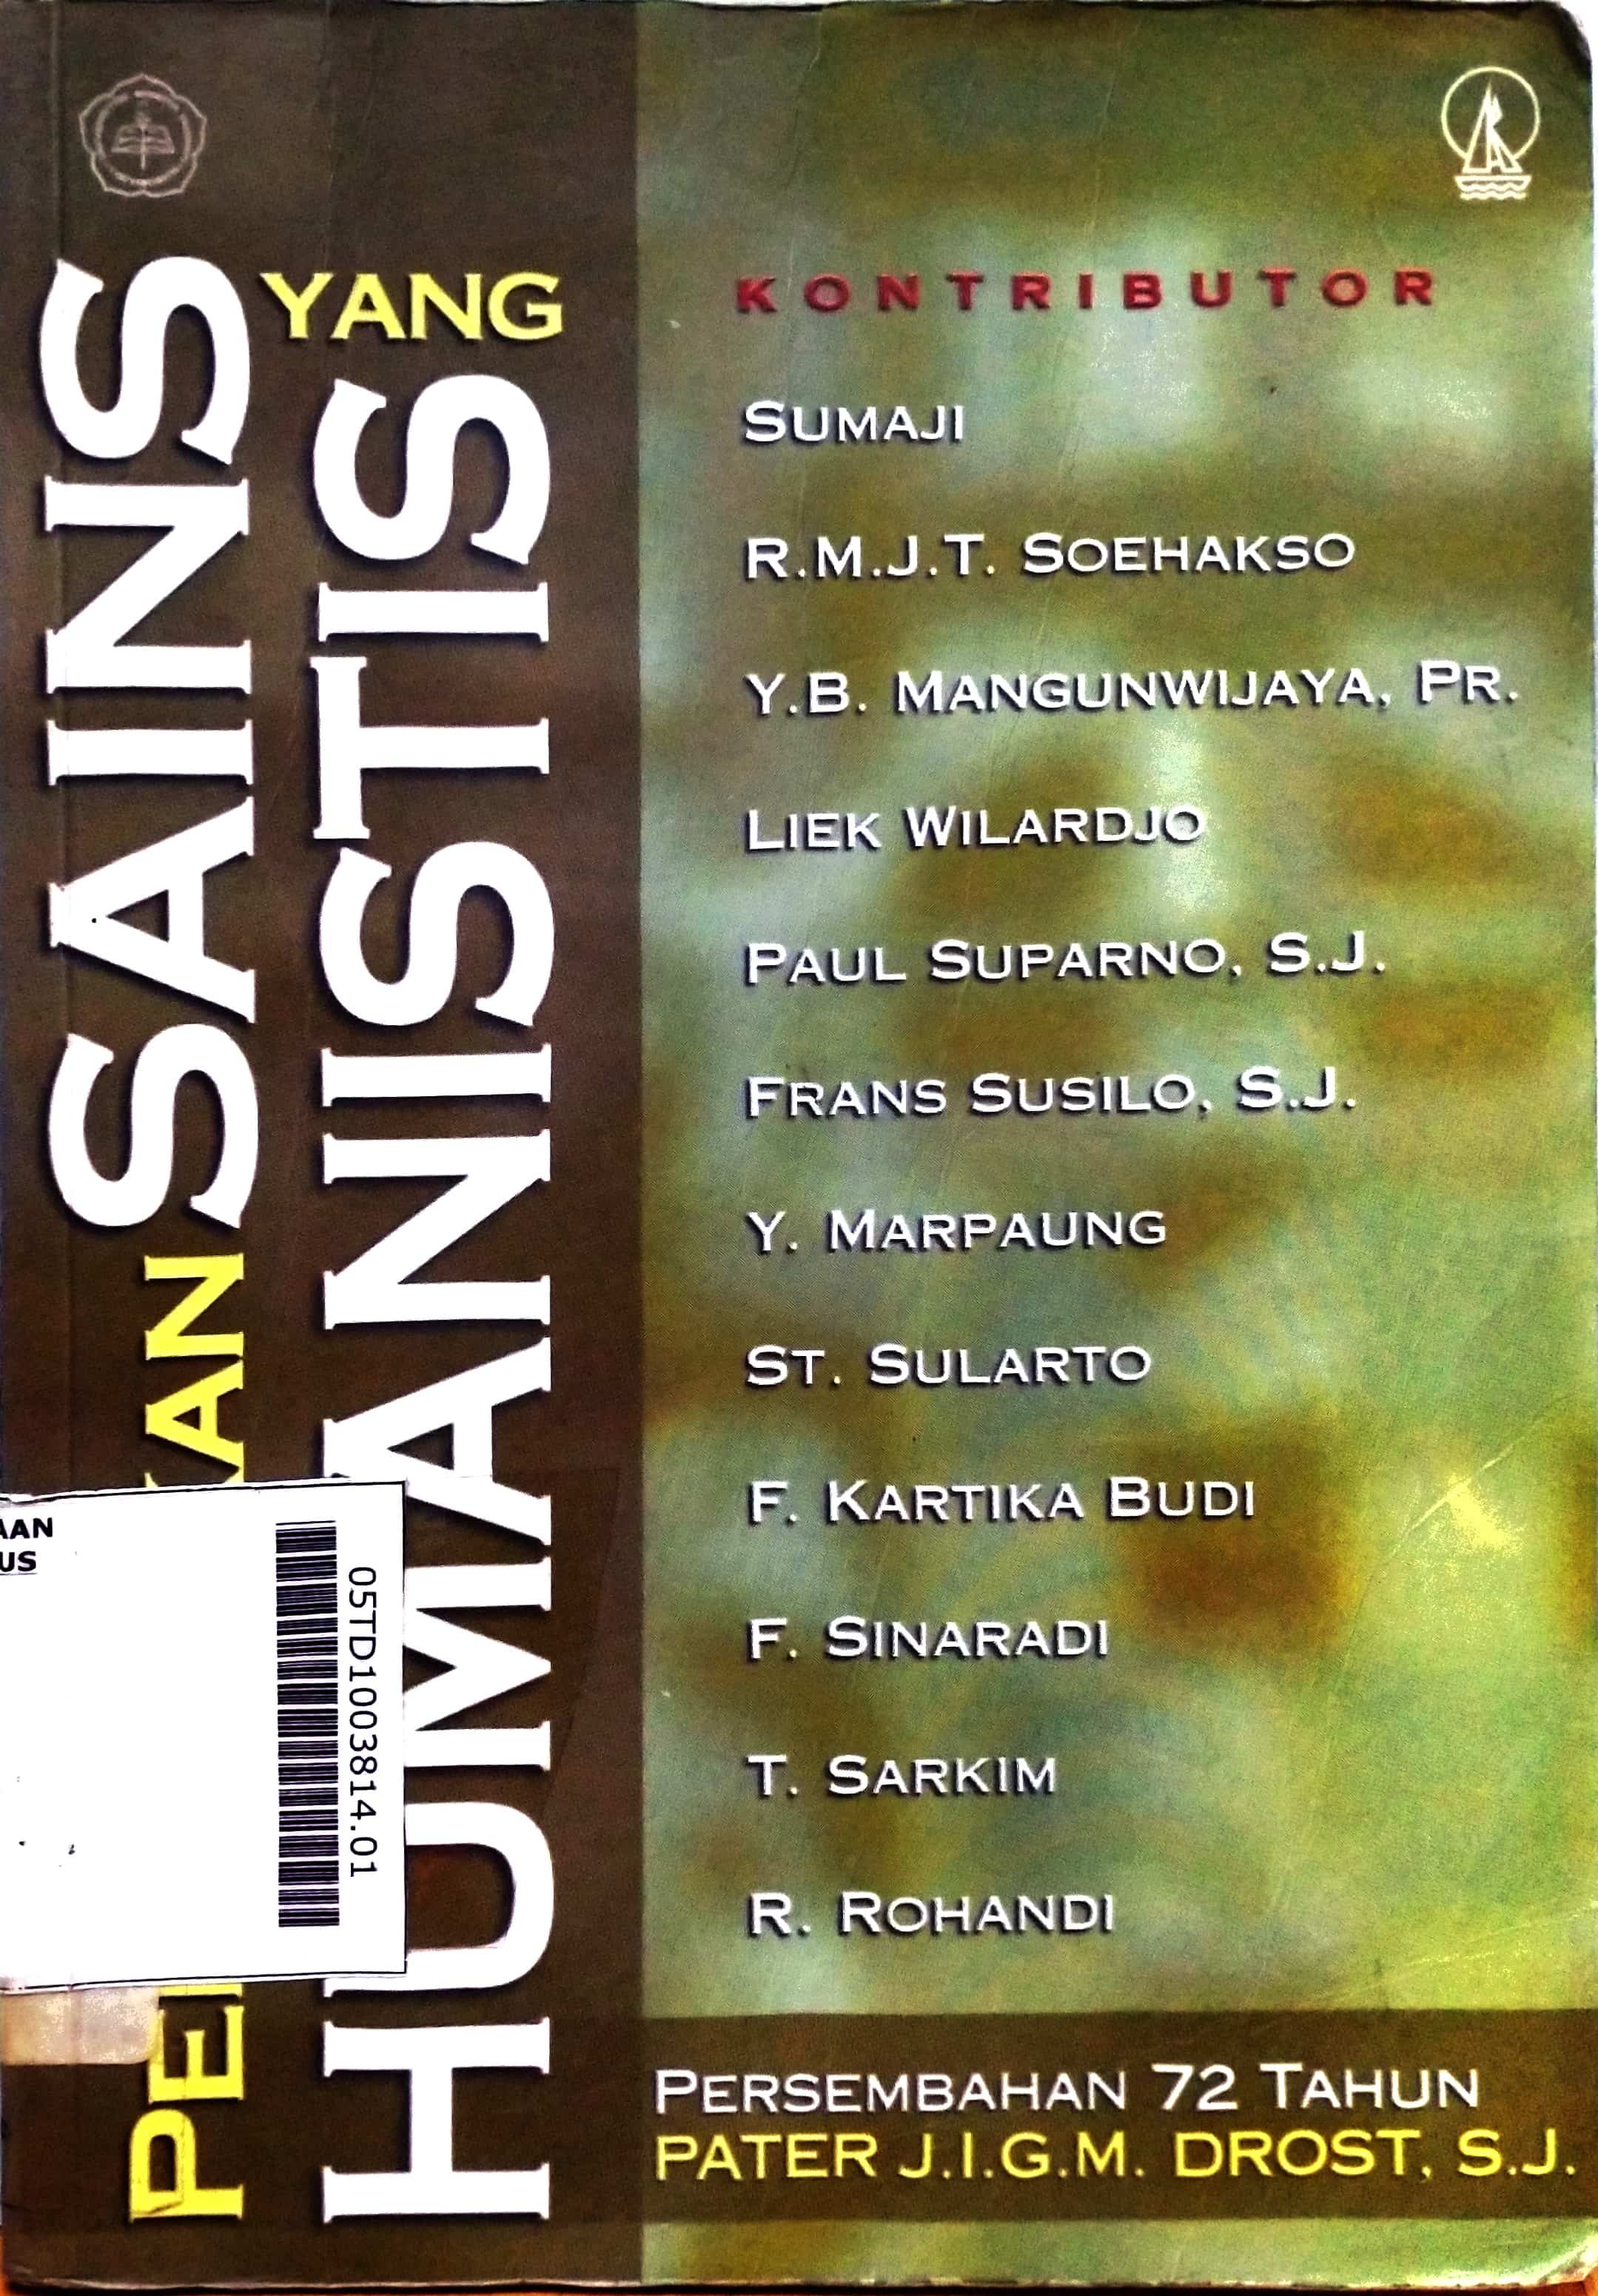 SAINS
YANG
HUMANISTIS
KONTRIBUTOR
SUMAJI
R.M.J.T. SOEHAKSO
Y.B. MANGUNWIJAYA, PR.
LIEK WILARDJO
PAUL SUPARNO, S.J.
FRANS SUSILO, S.J.
Y. MARPAUNG
ST. SULARTO
F. KARTIKA BUDI
F. SINARADI
T. SARKIM
R. ROHANDI
PERSEMBAHAN 72 TAHUN
PATER J.I.G.M. DROST, S.J.
05TD1003814.01